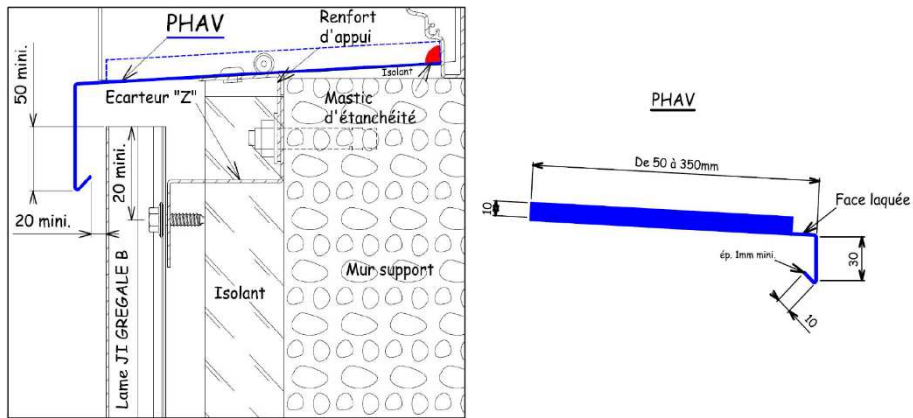 PHAV
Renfort
d'appui
50 mini.
Isolant
Ecarteur "Z"
Mastic
d'étanchéité
20 mini.
20 mini.
Lame JI GREGALE B
Isolant
Mur support
PHAV
De 50 à 350mm
Face laquée
10
ép. 1mm mini.
30
10